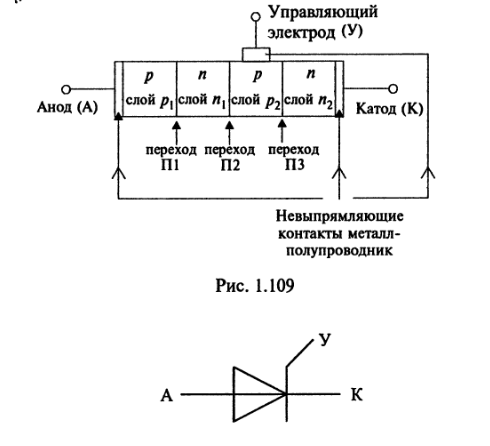 Управляющий
электрод (У)
p n p n
слой p₁ слой n₁ слой p₂ слой n₂
Анод (А)
Катод (К)
переход переход переход
П1 П2 П3
Невыпрямляющие
контакты металл-
полупроводник
Рис. 1.109
У
А К